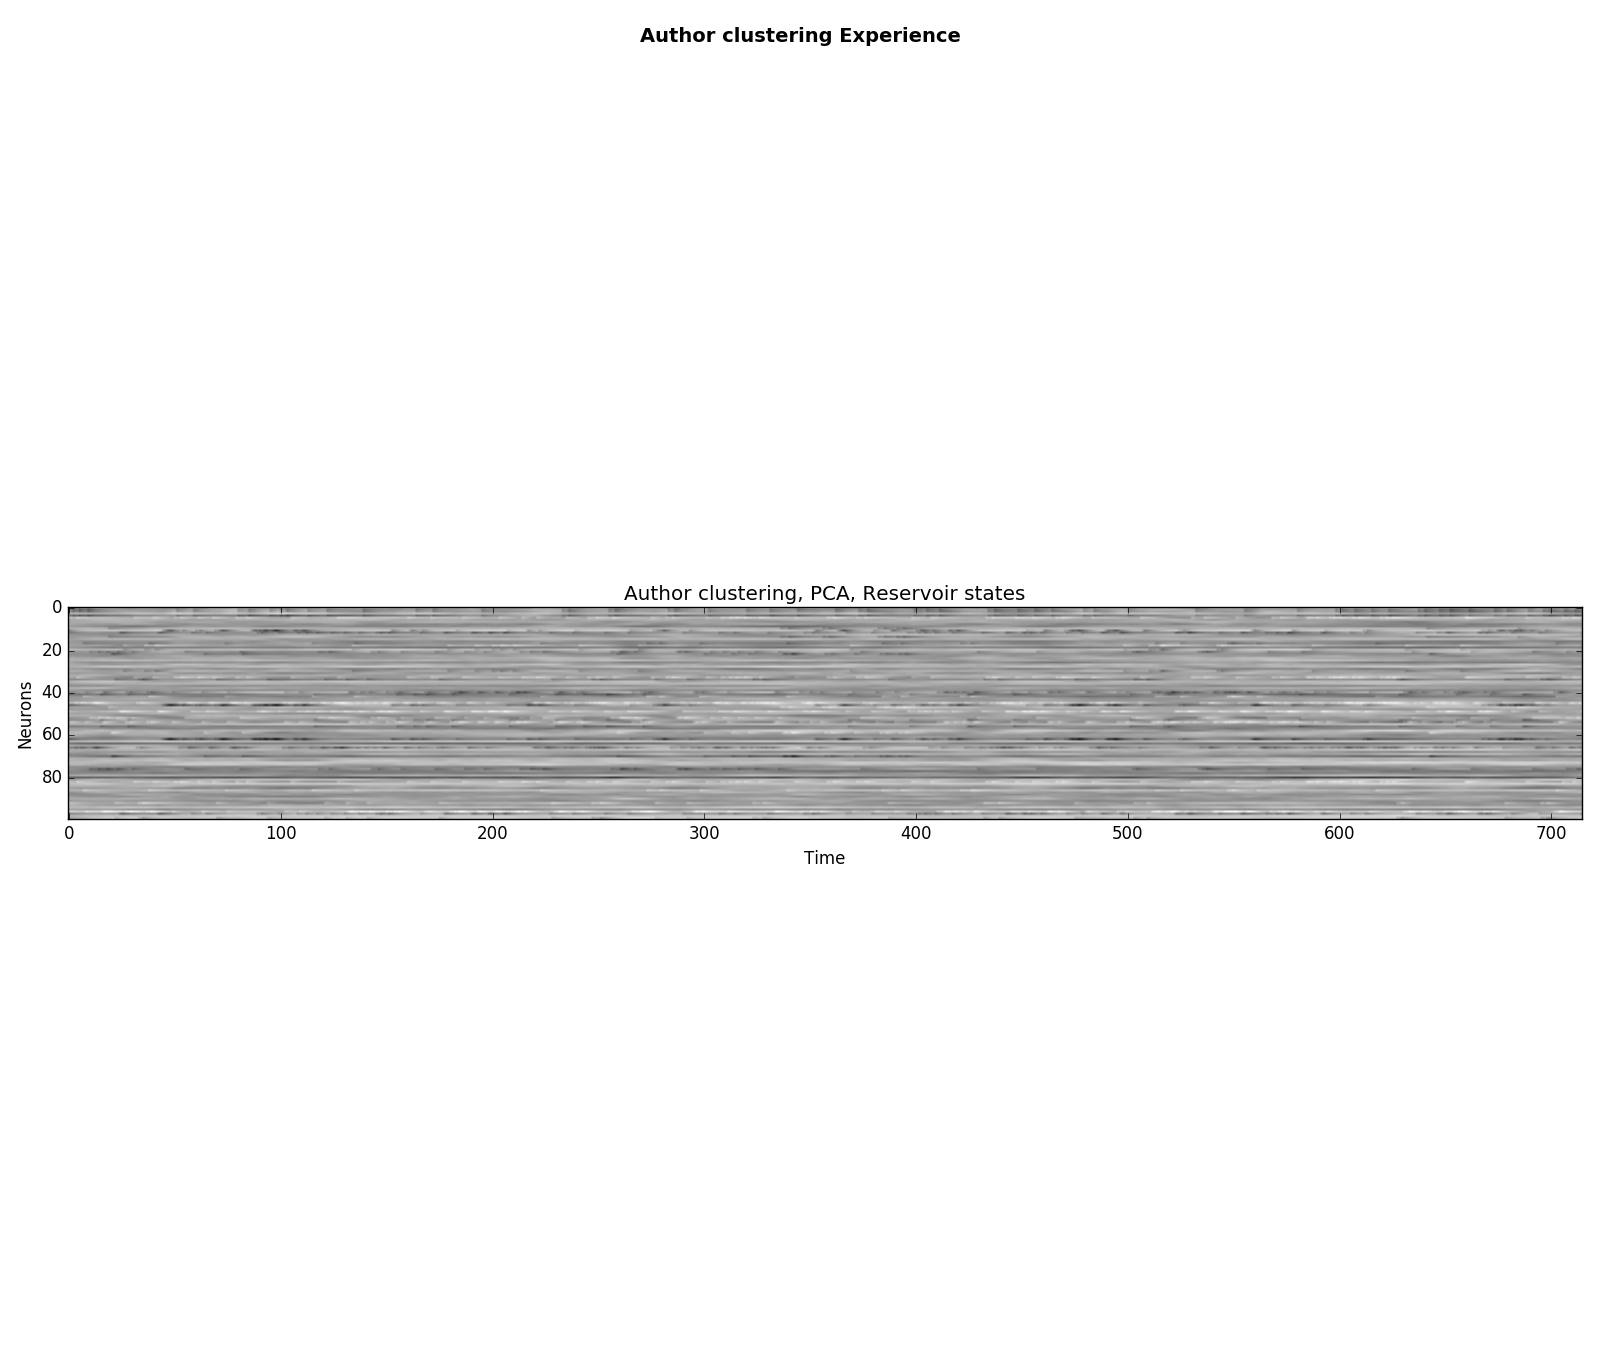 Author clustering Experience
Author clustering, PCA, Reservoir states
0
20
40
60
80
Neurons
0 100 200 300 400 500 600 700
Time